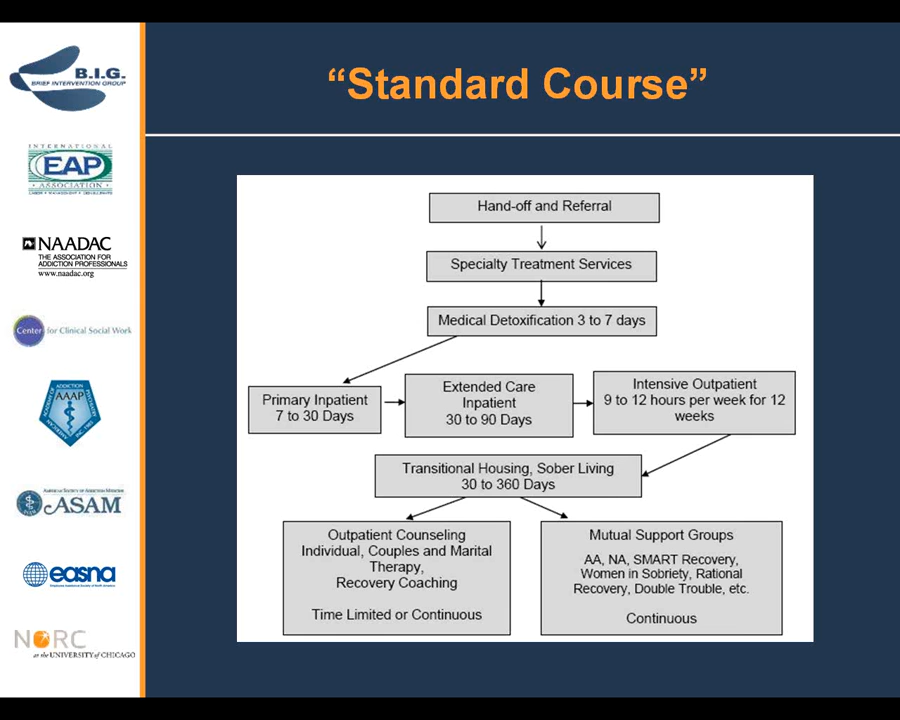 B.I.G.
BRIEF INTERVENTION GROUP
INTERNATIONAL
EAP
ASSOCIATION
NAADAC
THE ASSOCIATION FOR
ADDICTION PROFESSIONALS
www.naadac.org
Center for Clinical Social Work
AAAP
AMERICAN SOCIETY OF ADDICTION MEDICINE
ASAM
easna
NORC
at the UNIVERSITY of CHICAGO
“Standard Course”
Hand-off and Referral
Specialty Treatment Services
Medical Detoxification 3 to 7 days
Primary Inpatient
7 to 30 Days
Extended Care
Inpatient
30 to 90 Days
Intensive Outpatient
9 to 12 hours per week for 12
weeks
Transitional Housing, Sober Living
30 to 360 Days
Outpatient Counseling
Individual, Couples and Marital
Therapy,
Recovery Coaching
Time Limited or Continuous
Mutual Support Groups
AA, NA, SMART Recovery,
Women in Sobriety, Rational
Recovery, Double Trouble, etc.
Continuous